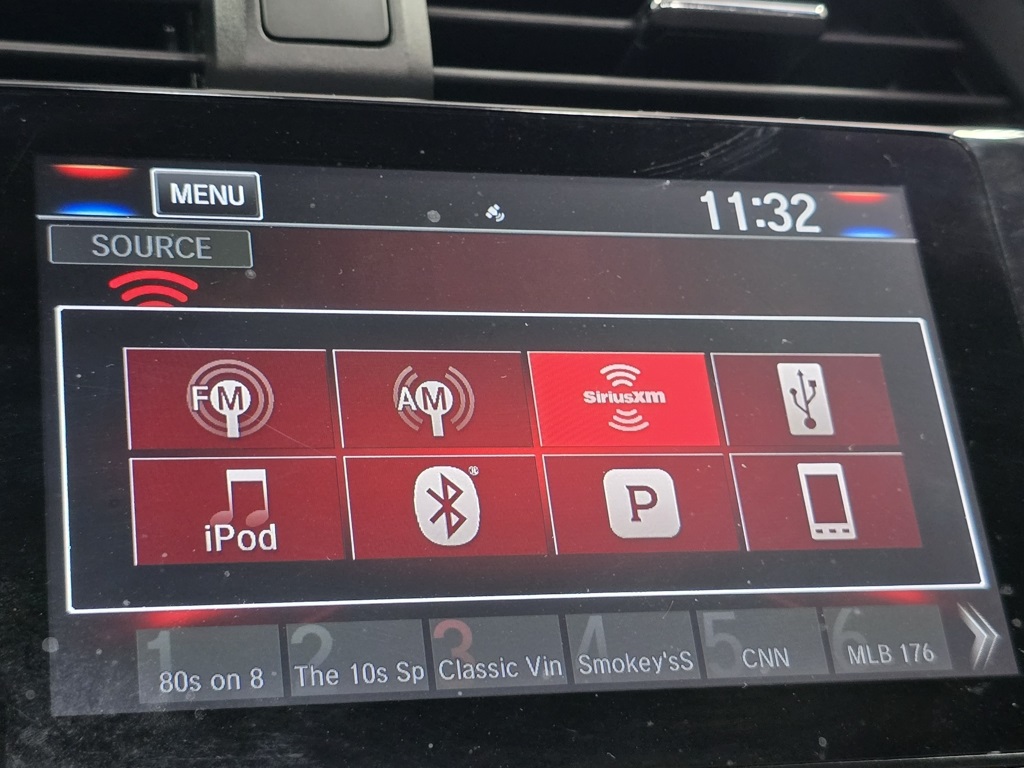 MENU
11:32
SOURCE
FM
AM
SiriusXM
iPod
®
P
1
80s on 8
2
The 10s Sp
3
Classic Vin
4
Smokey'sS
5
CNN
6
MLB 176